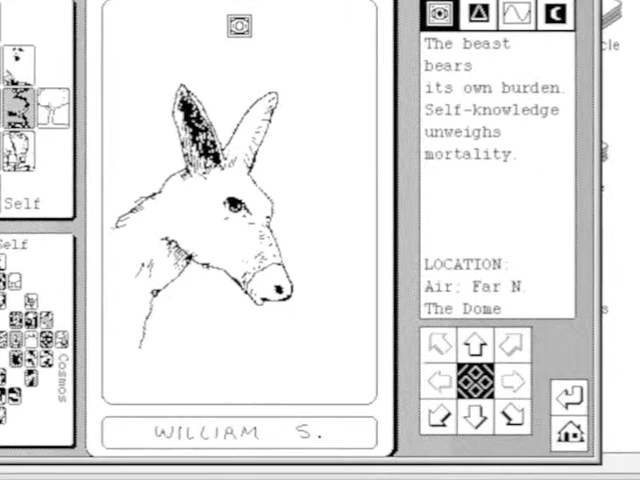 The beast
bears
its own burden.
Self-knowledge
unweighs
mortality.
LOCATION:
Air; Far N.
The Dome
Self
Self
Cosmos
WILLIAM S.